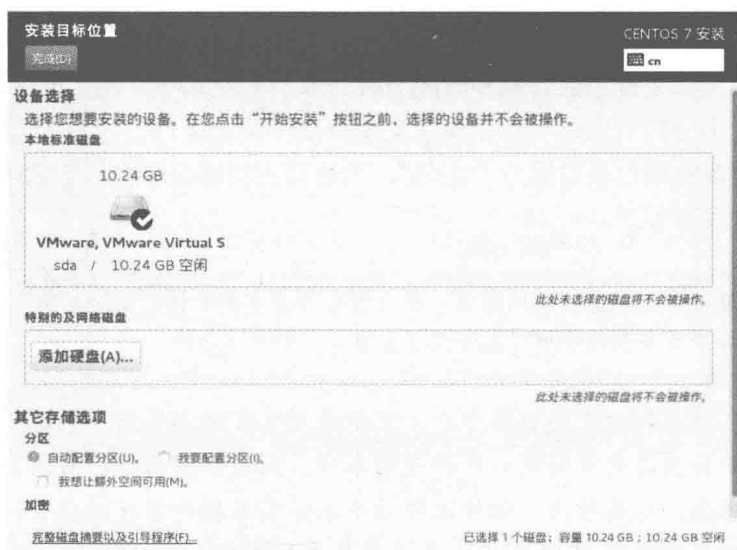 安装目标位置
CENTOS 7 安装
完成(D)
cn
设备选择
选择您想要安装的设备。在您点击“开始安装”按钮之前,选择的设备并不会被操作。
本地标准磁盘
10.24 GB
VMware, VMware Virtual S
sda / 10.24 GB 空闲
此处未选择的磁盘将不会被操作。
特别的及网络磁盘
添加硬盘(A)...
此处未选择的磁盘将不会被操作。
其它存储选项
分区
自动配置分区(U)。 我要配置分区(I)。
我想让额外空间可用(M)。
加密
完整磁盘摘要以及引导程序(F)...
已选择 1 个磁盘；容量 10.24 GB；10.24 GB 空闲